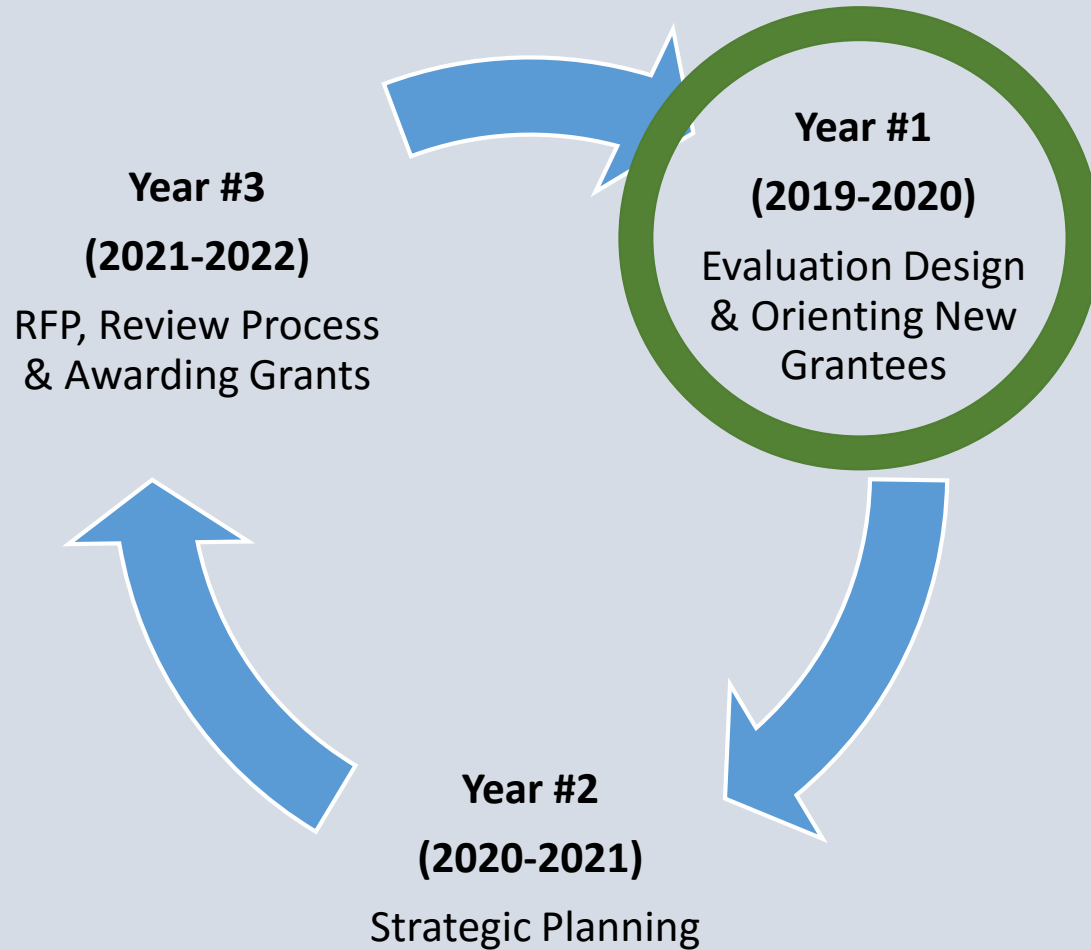 Year #1
(2019-2020)
Evaluation Design
& Orienting New
Grantees
Year #2
(2020-2021)
Strategic Planning
Year #3
(2021-2022)
RFP, Review Process
& Awarding Grants